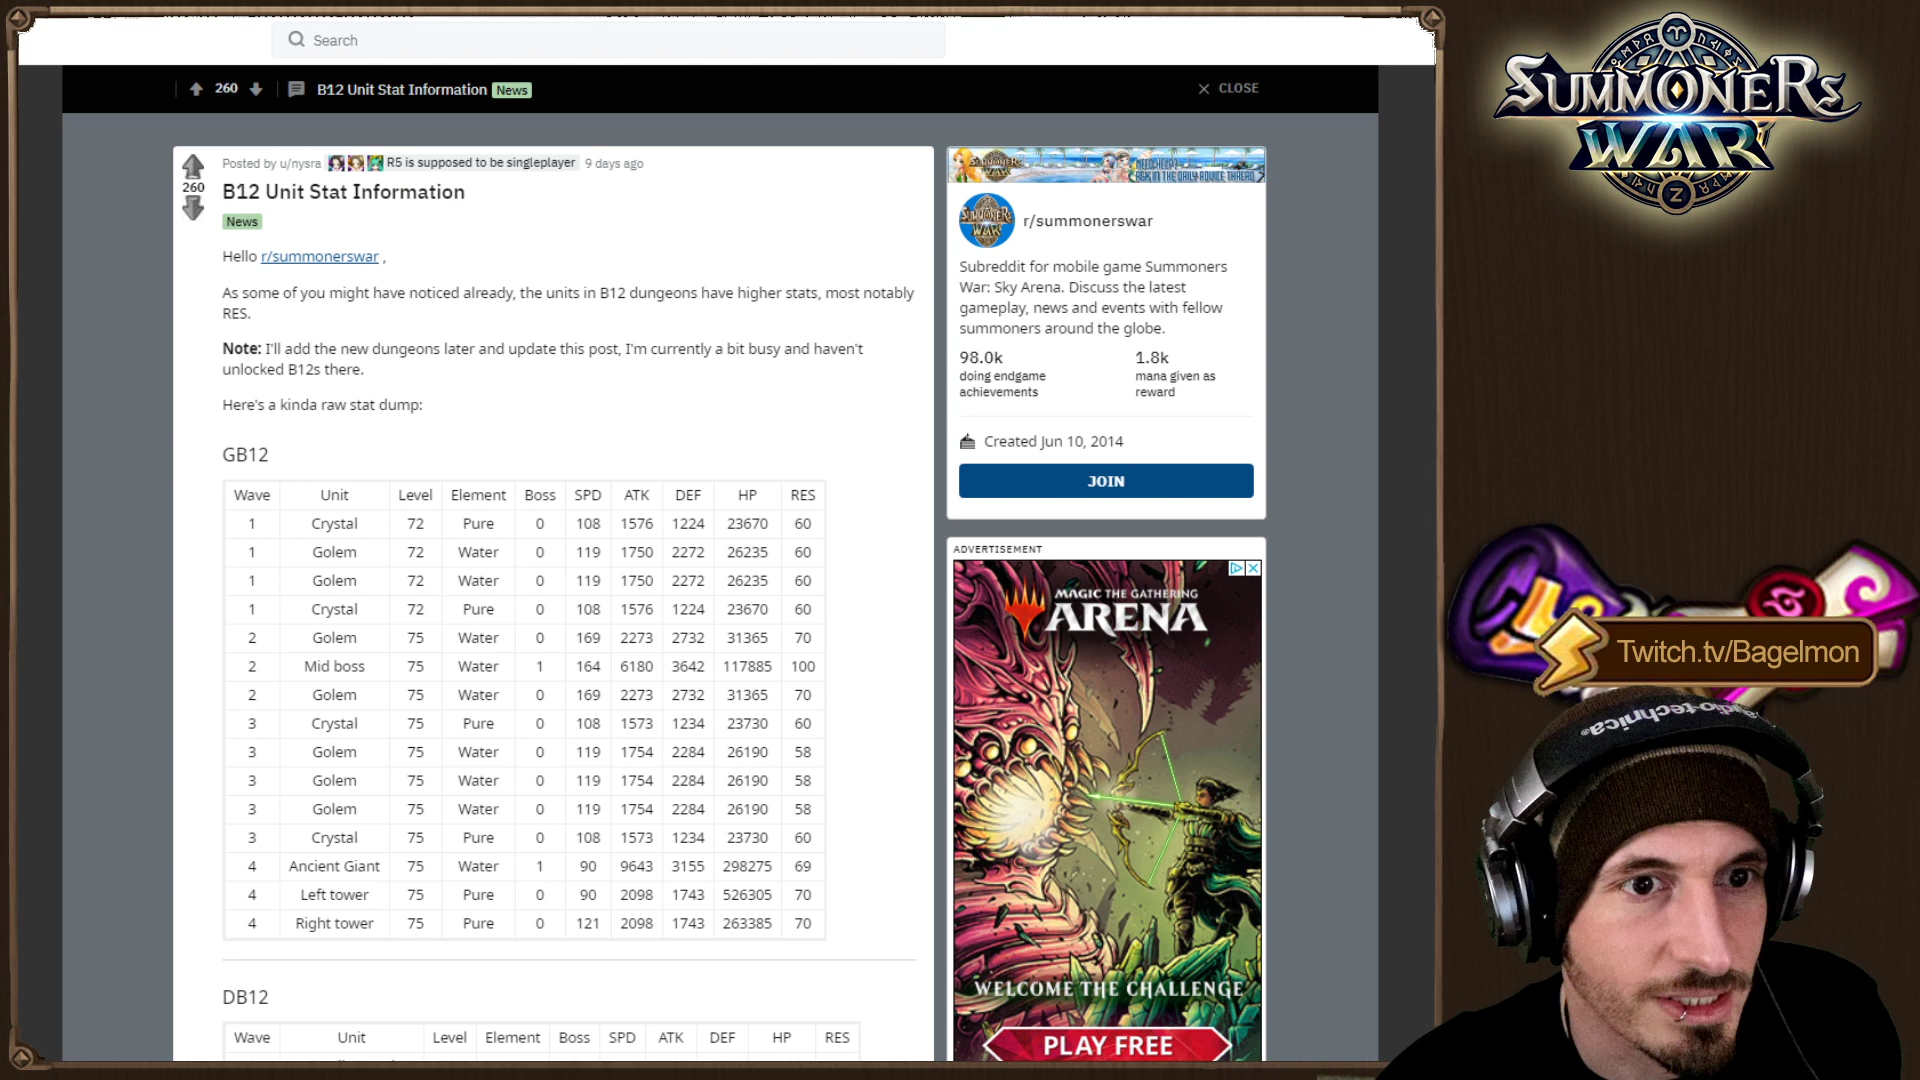 Search
260 B12 Unit Stat Information News
CLOSE
Posted by u/nysra R5 is supposed to be singleplayer 9 days ago
260
B12 Unit Stat Information
News
Hello r/summonerswar ,
As some of you might have noticed already, the units in B12 dungeons have higher stats, most notably
RES.
Note: I'll add the new dungeons later and update this post, I'm currently a bit busy and haven't
unlocked B12s there.
Here's a kinda raw stat dump:
GB12
Wave Unit Level Element Boss SPD ATK DEF HP RES
1 Crystal 72 Pure 0 108 1576 1224 23670 60
1 Golem 72 Water 0 119 1750 2272 26235 60
1 Golem 72 Water 0 119 1750 2272 26235 60
1 Crystal 72 Pure 0 108 1576 1224 23670 60
2 Golem 75 Water 0 169 2273 2732 31365 70
2 Mid boss 75 Water 1 164 6180 3642 117885 100
2 Golem 75 Water 0 169 2273 2732 31365 70
3 Crystal 75 Pure 0 108 1573 1234 23730 60
3 Golem 75 Water 0 119 1754 2284 26190 58
3 Golem 75 Water 0 119 1754 2284 26190 58
3 Golem 75 Water 0 119 1754 2284 26190 58
3 Crystal 75 Pure 0 108 1573 1234 23730 60
4 Ancient Giant 75 Water 1 90 9643 3155 298275 69
4 Left tower 75 Pure 0 90 2098 1743 526305 70
4 Right tower 75 Pure 0 121 2098 1743 263385 70
DB12
Wave Unit Level Element Boss SPD ATK DEF HP RES
SUMMONERS WAR
NEED HELP?
ASK IN THE DAILY ADVICE THREAD
r/summonerswar
Subreddit for mobile game Summoners
War: Sky Arena. Discuss the latest
gameplay, news and events with fellow
summoners around the globe.
98.0k 1.8k
doing endgame mana given as
achievements reward
Created Jun 10, 2014
JOIN
ADVERTISEMENT
MAGIC THE GATHERING
ARENA
WELCOME THE CHALLENGE
PLAY FREE
SUMMONERS
WAR
Twitch.tv/Bagelmon
audio-technica